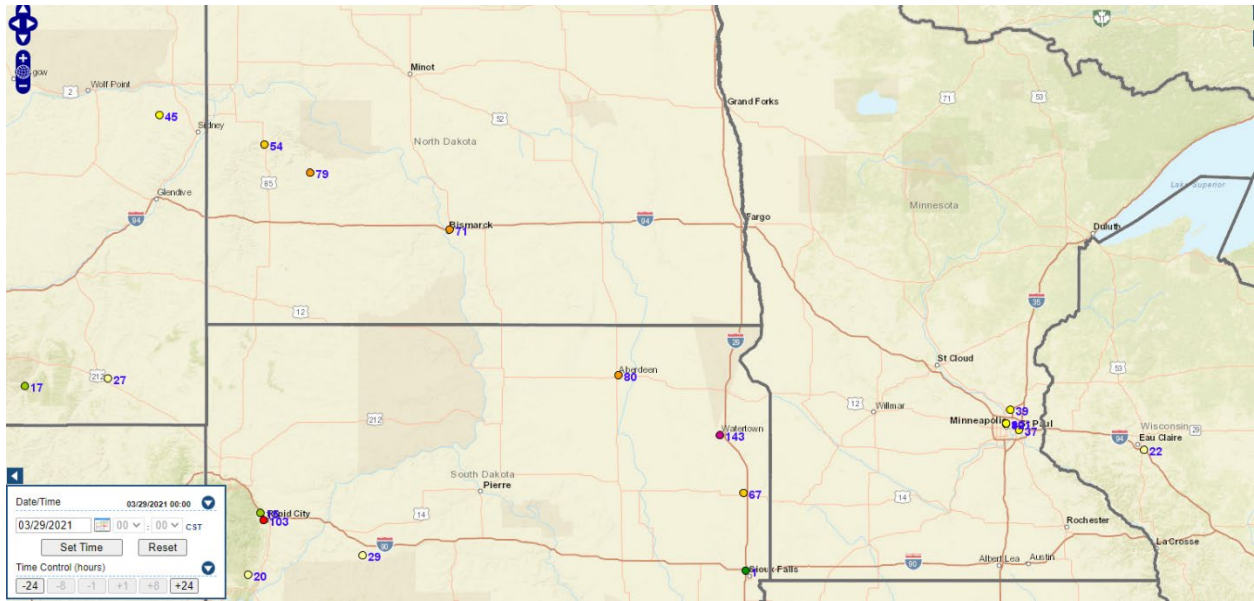 11
Minot
gow
Wolf Point
2
53
71
Grand Forks
45
Sidney
52
North Dakota
54
79
85
Lake Superior
Glendive
94
Minnesota
Fargo
Bismarck
71
94
Duluth
35
12
29
St Cloud
53
Aberdeen
80
212
27
17
12
Willmar
39
212
Minneapolis
Paul
37
Wisconsin
29
94
Eau Claire
22
Watertown
143
South Dakota
Pierre
67
14
14
Rapid City
103
Rochester
LaCrosse
29
90
Sioux Falls
1
90
Albert Lea
Austin
20
Date/Time
03/29/2021 00:00
03/29/2021
00
:
00
CST
Set Time
Reset
Time Control (hours)
-24
-8
-1
+1
+8
+24